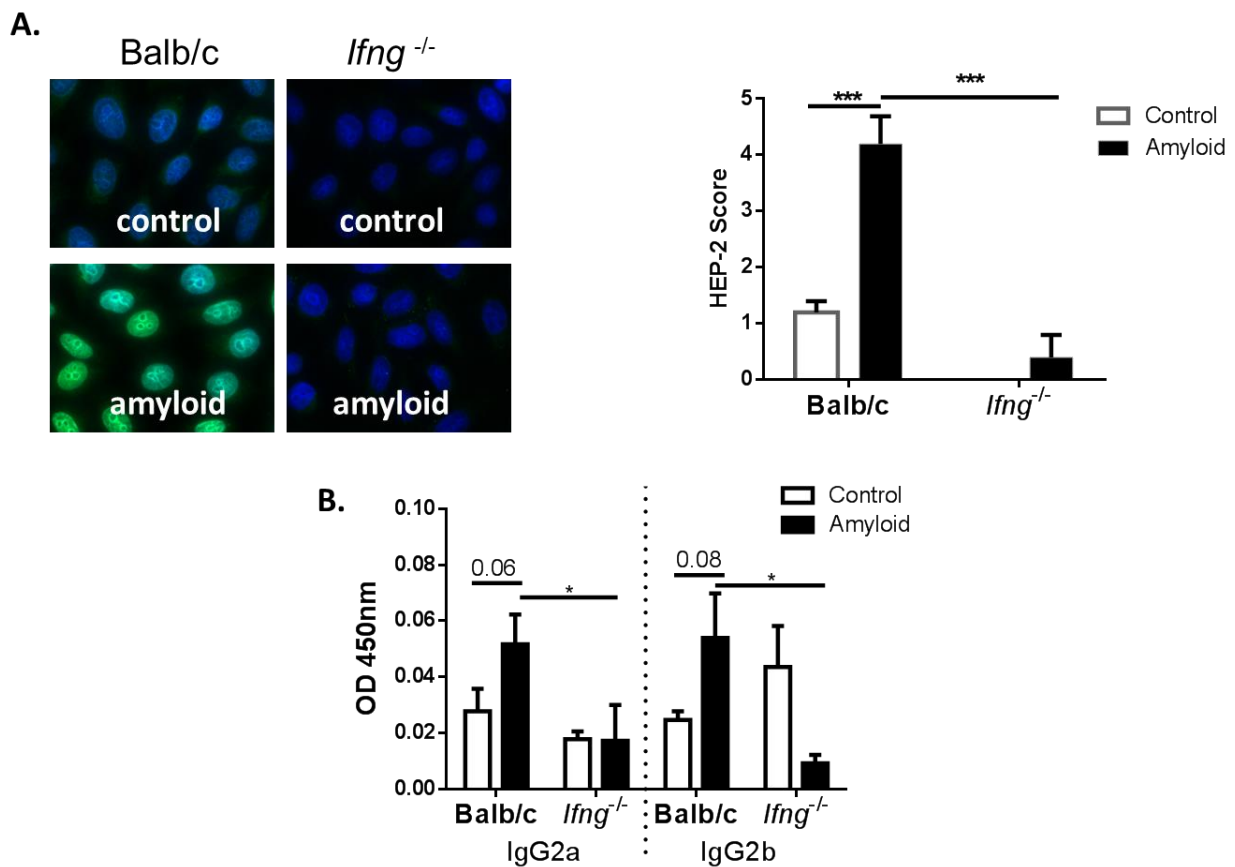 A.
Balb/c
Ifng -/-
control
control
amyloid
amyloid
***
***
5
4
3
2
1
0
HEP-2 Score
Balb/c
Ifng-/-
Control
Amyloid
B.
0.10
0.08
0.06
0.04
0.02
0.00
OD 450nm
0.06
*
0.08
*
Control
Amyloid
Balb/c
Ifng-/-
Balb/c
Ifng-/-
IgG2a
IgG2b